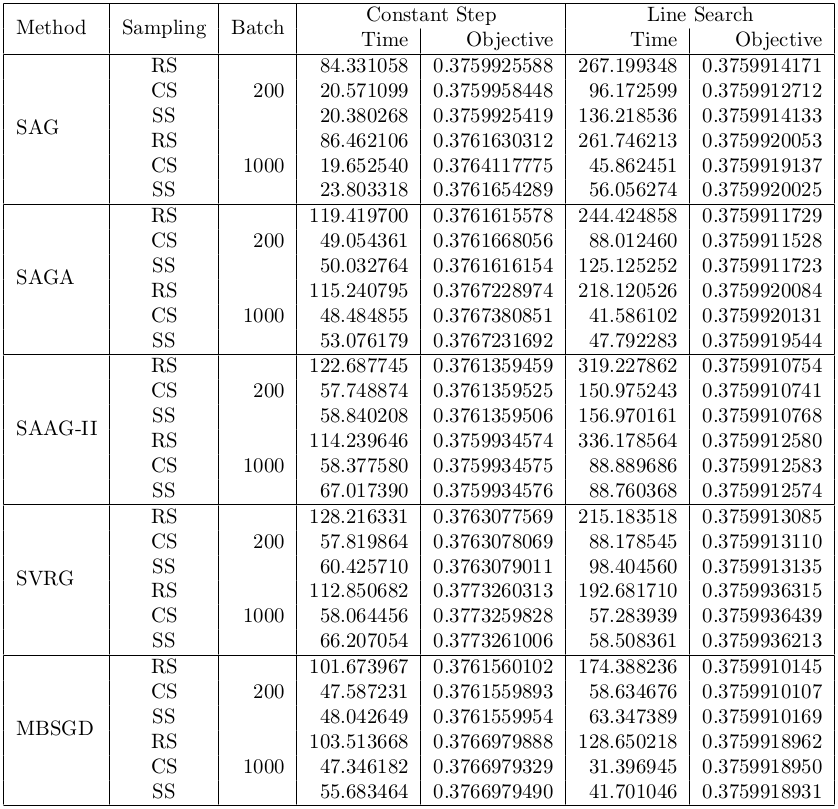 Method Sampling Batch Constant Step Line Search
Time Objective Time Objective
RS 84.331058 0.3759925588 267.199348 0.3759914171
CS 200 20.571099 0.3759958448 96.172599 0.3759912712
SS 20.380268 0.3759925419 136.218536 0.3759914133
SAG
RS 86.462106 0.3761630312 261.746213 0.3759920053
CS 1000 19.652540 0.3764117775 45.862451 0.3759919137
SS 23.803318 0.3761654289 56.056274 0.3759920025
RS 119.419700 0.3761615578 244.424858 0.3759911729
CS 200 49.054361 0.3761668056 88.012460 0.3759911528
SS 50.032764 0.3761616154 125.125252 0.3759911723
SAGA
RS 115.240795 0.3767228974 218.120526 0.3759920084
CS 1000 48.484855 0.3767380851 41.586102 0.3759920131
SS 53.076179 0.3767231692 47.792283 0.3759919544
RS 122.687745 0.3761359459 319.227862 0.3759910754
CS 200 57.748874 0.3761359525 150.975243 0.3759910741
SS 58.840208 0.3761359506 156.970161 0.3759910768
SAAG-II
RS 114.239646 0.3759934574 336.178564 0.3759912580
CS 1000 58.377580 0.3759934575 88.889686 0.3759912583
SS 67.017390 0.3759934576 88.760368 0.3759912574
RS 128.216331 0.3763077569 215.183518 0.3759913085
CS 200 57.819864 0.3763078069 88.178545 0.3759913110
SS 60.425710 0.3763079011 98.404560 0.3759913135
SVRG
RS 112.850682 0.3773260313 192.681710 0.3759936315
CS 1000 58.064456 0.3773259828 57.283939 0.3759936439
SS 66.207054 0.3773261006 58.508361 0.3759936213
RS 101.673967 0.3761560102 174.388236 0.3759910145
CS 200 47.587231 0.3761559893 58.634676 0.3759910107
SS 48.042649 0.3761559954 63.347389 0.3759910169
MBSGD
RS 103.513668 0.3766979888 128.650218 0.3759918962
CS 1000 47.346182 0.3766979329 31.396945 0.3759918950
SS 55.683464 0.3766979490 41.701046 0.3759918931